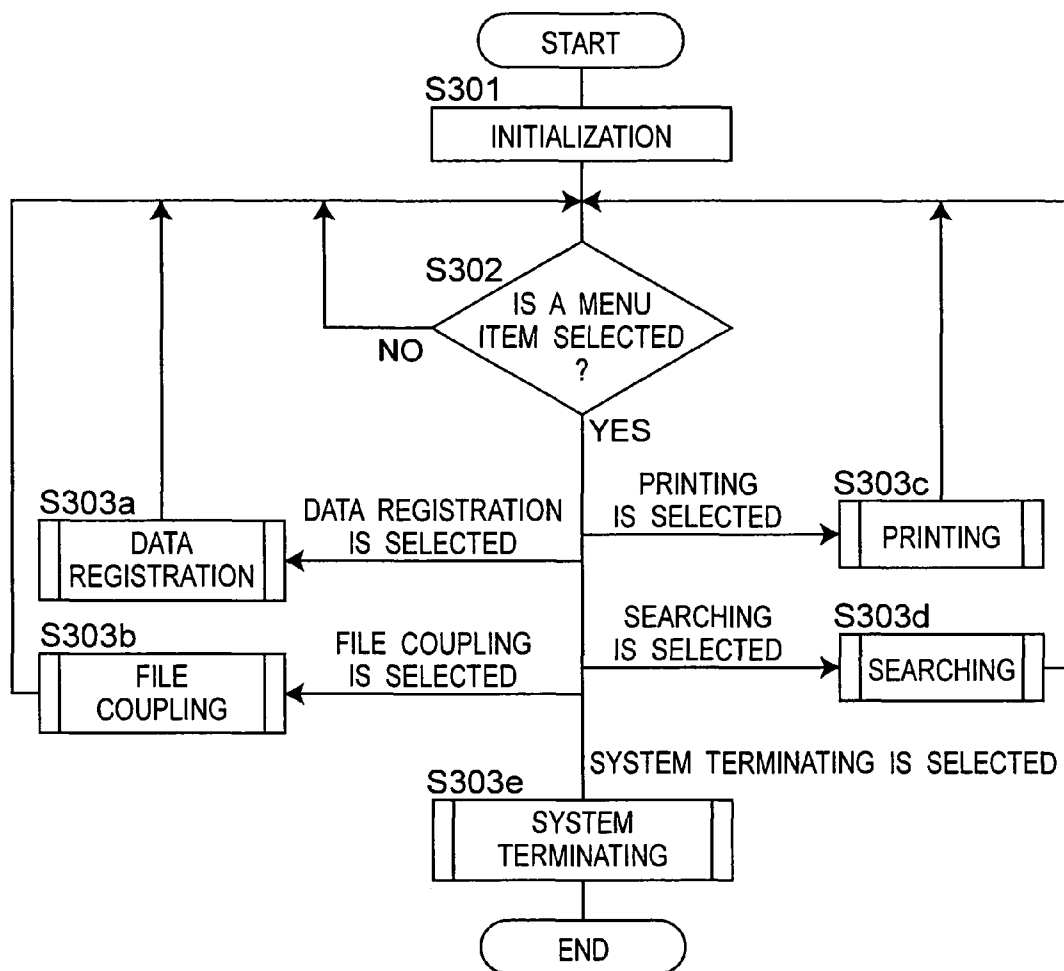 START
S301
INITIALIZATION
S302
IS A MENU
ITEM SELECTED
?
NO
YES
S303a
DATA
REGISTRATION
DATA REGISTRATION
IS SELECTED
PRINTING
IS SELECTED
S303c
PRINTING
S303b
FILE
COUPLING
FILE COUPLING
IS SELECTED
SEARCHING
IS SELECTED
S303d
SEARCHING
SYSTEM TERMINATING IS SELECTED
S303e
SYSTEM
TERMINATING
END